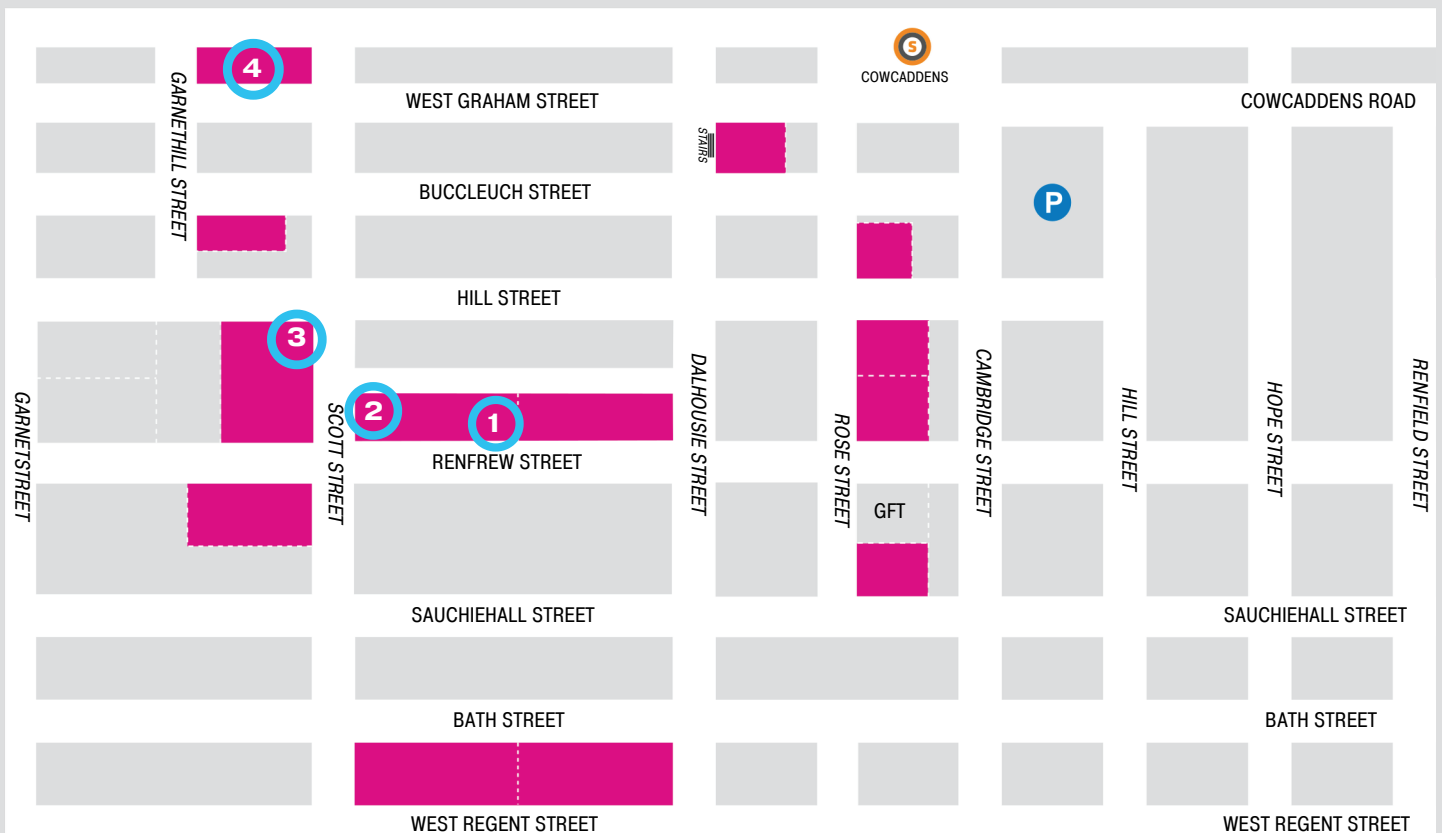 4
S
COWCADDENS
GARNETHILL STREET
WEST GRAHAM STREET
COWCADDENS ROAD
STAIRS
BUCCLEUCH STREET
P
HILL STREET
3
2
1
GARNETSTREET
SCOTT STREET
RENFREW STREET
DALHOUSE STREET
ROSE STREET
GFT
CAMBRIDGE STREET
HILL STREET
HOPE STREET
RENFIELD STREET
SAUCHIEHALL STREET
SAUCHIEHALL STREET
BATH STREET
BATH STREET
WEST REGENT STREET
WEST REGENT STREET